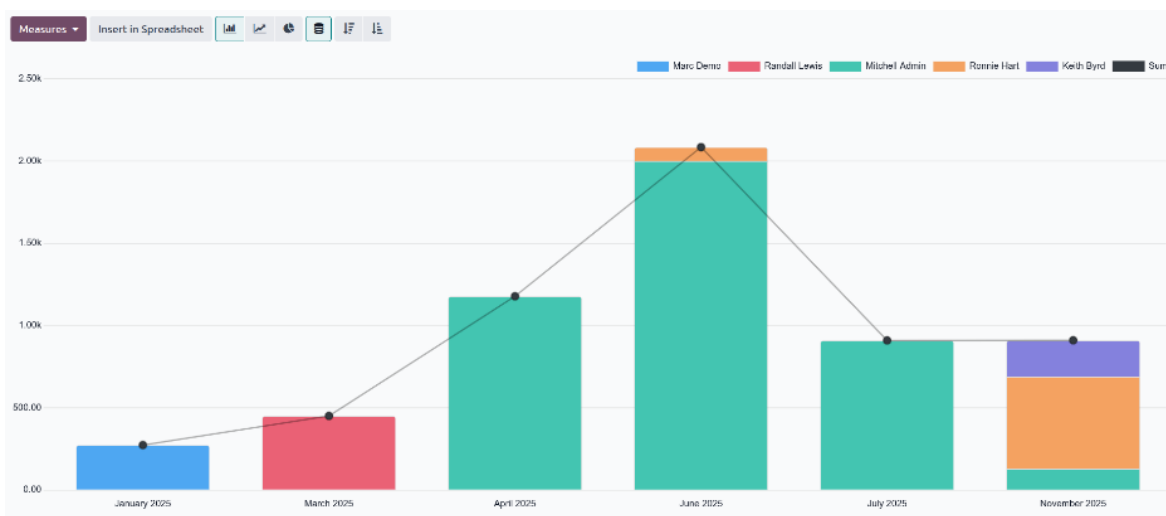 Measures Insert in Spreadsheet
Marc Demo Randall Lewis Mitchell Admin Ronnie Hart Keith Byrd Sum
2.50k
2.00k
1.50k
1.00k
500.00
0.00
January 2025 March 2025 April 2025 June 2025 July 2025 November 2025